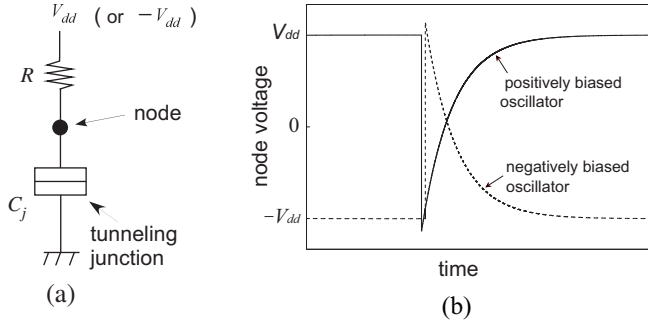 V_dd ( or −V_dd )
R
node
C_j
tunneling
junction
(a)
V_dd
0
−V_dd
node voltage
positively biased
oscillator
negatively biased
oscillator
time
(b)